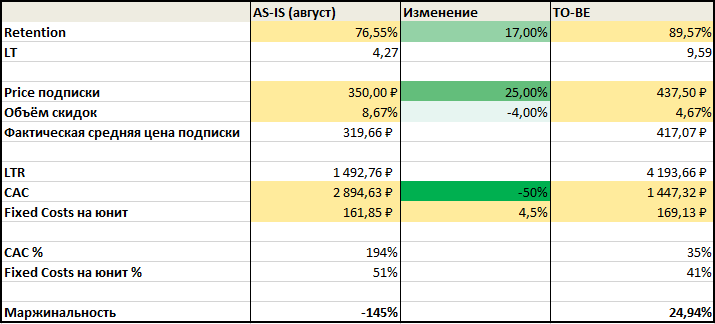 AS-IS (август) Изменение TO-BE
Retention 76,55% 17,00% 89,57%
LT 4,27 9,59
Price подписки 350,00 ₽ 25,00% 437,50 ₽
Объём скидок 8,67% -4,00% 4,67%
Фактическая средняя цена подписки 319,66 ₽ 417,07 ₽
LTR 1 492,76 ₽ 4 193,66 ₽
CAC 2 894,63 ₽ -50% 1 447,32 ₽
Fixed Costs на юнит 161,85 ₽ 4,5% 169,13 ₽
CAC % 194% 35%
Fixed Costs на юнит % 51% 41%
Маржинальность -145% 24,94%